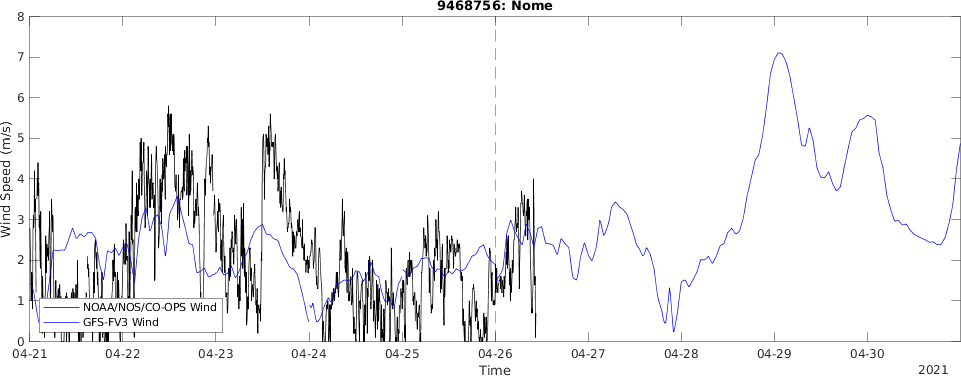 9468756: Nome
8
7
6
5
4
3
2
1
0
Wind Speed (m/s)
NOAA/NOS/CO-OPS Wind
GFS-FV3 Wind
04-21 04-22 04-23 04-24 04-25 04-26 04-27 04-28 04-29 04-30
Time
2021